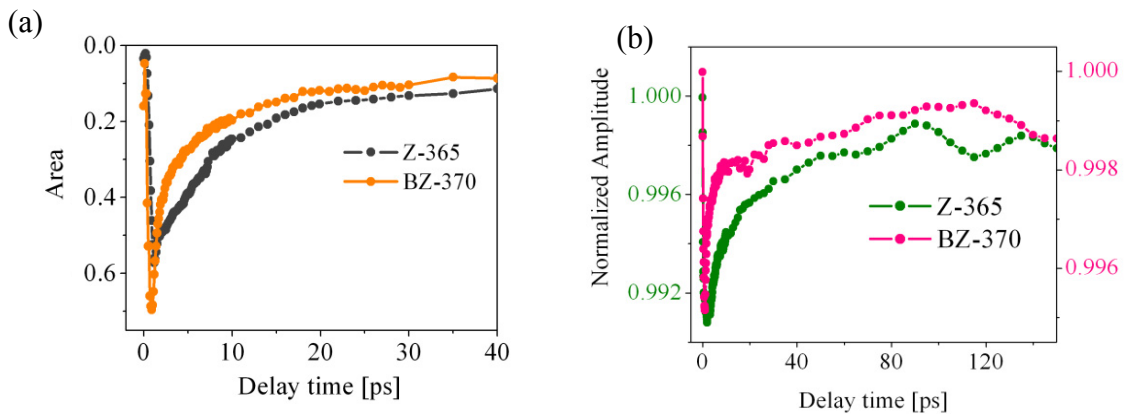 (a)
0.0
0.2
0.4
0.6
Area
Z-365
BZ-370
0
10
20
30
40
Delay time [ps]
(b)
1.000
0.996
0.992
Normalized Amplitude
1.000
0.998
0.996
Z-365
BZ-370
0
40
80
120
Delay time [ps]